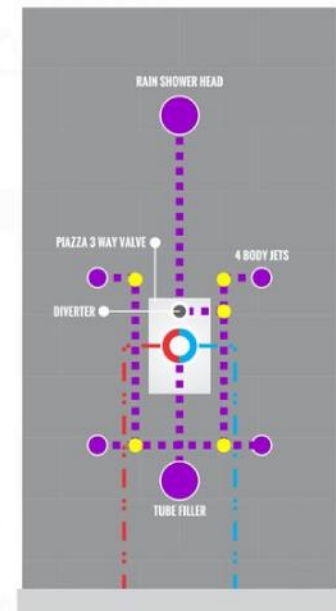 RAIN SHOWER HEAD
PIAZZA 3 WAY VALVE
4 BODY JETS
DIVERTER
TUBE FILLER